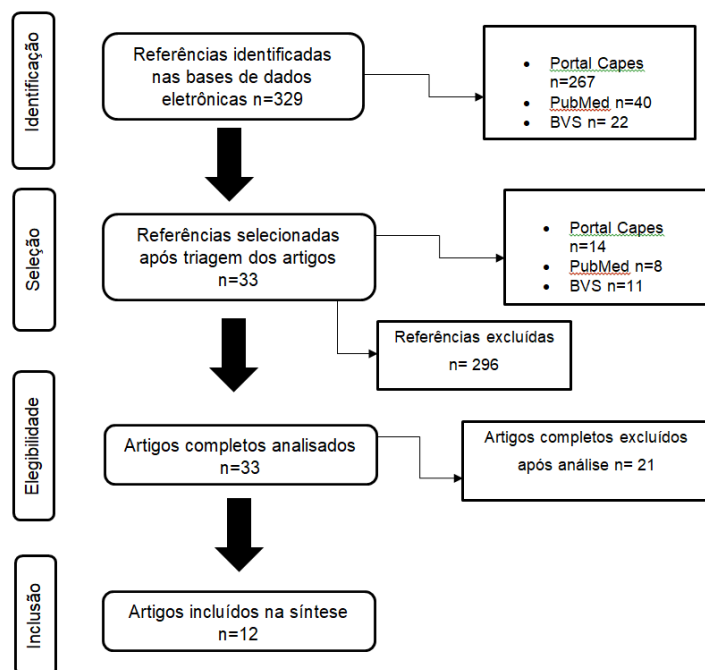 Identificação
Referências identificadas
nas bases de dados
eletrônicas n=329
• Portal Capes
n=267
• PubMed n=40
• BVS n= 22
Seleção
Referências selecionadas
após triagem dos artigos
n=33
• Portal Capes
n=14
• PubMed n=8
• BVS n=11
Referências excluídas
n= 296
Elegibilidade
Artigos completos analisados
n=33
Artigos completos excluídos
após análise n= 21
Inclusão
Artigos incluídos na síntese
n=12